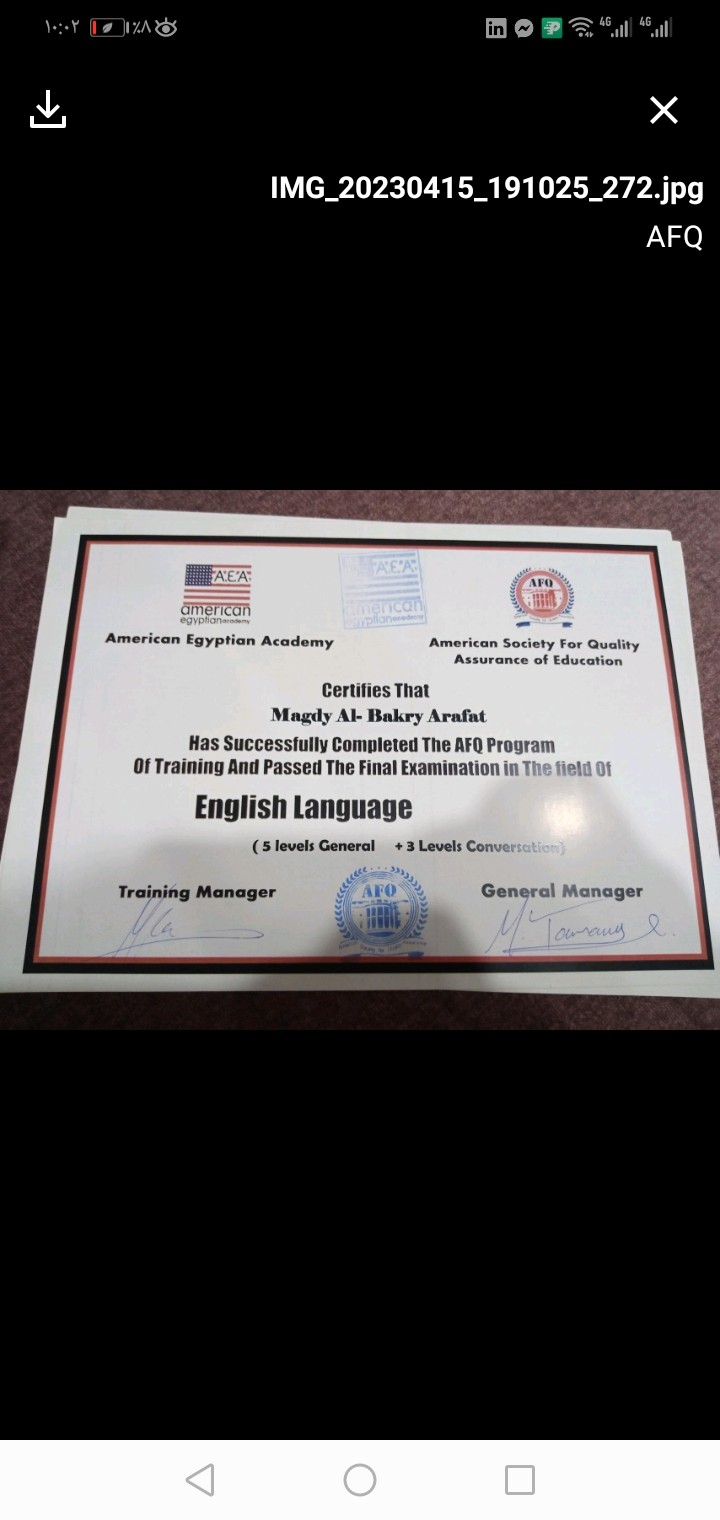 ١٠:٠٢ ٪٨ 4G 4G
IMG_20230415_191025_272.jpg
AFQ
A.E.A.
american
egyptian academy
American Egyptian Academy
A.E.A.
american
egyptian academy
AFQ
American Society For Quality
Assurance of Education
Certifies That
Magdy Al- Bakry Arafat
Has Successfully Completed The AFQ Program
Of Training And Passed The Final Examination in The field Of
English Language
( 5 levels General + 3 Levels Conversation)
Training Manager
AFQ
General Manager